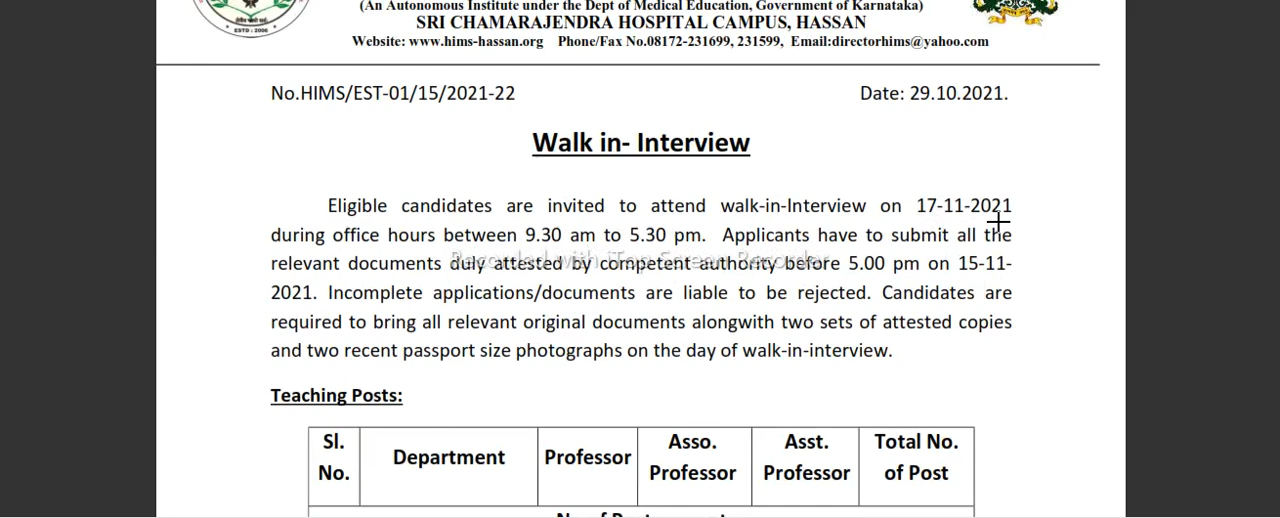 (An Autonomous Institute under the Dept of Medical Education, Government of Karnataka)
SRI CHAMARAJENDRA HOSPITAL CAMPUS, HASSAN
Website: www.hims-hassan.org Phone/Fax No.08172-231699, 231599, Email:directorhims@yahoo.com
ESTD : 2006
No.HIMS/EST-01/15/2021-22 Date: 29.10.2021.
Walk in- Interview
Eligible candidates are invited to attend walk-in-Interview on 17-11-2021
during office hours between 9.30 am to 5.30 pm. Applicants have to submit all the
relevant documents duly attested by competent authority before 5.00 pm on 15-11-
Recorded with iTop Screen Recorder
2021. Incomplete applications/documents are liable to be rejected. Candidates are
required to bring all relevant original documents alongwith two sets of attested copies
and two recent passport size photographs on the day of walk-in-interview.
Teaching Posts:
Sl. No. Department Professor Asso. Professor Asst. Professor Total No. of Post